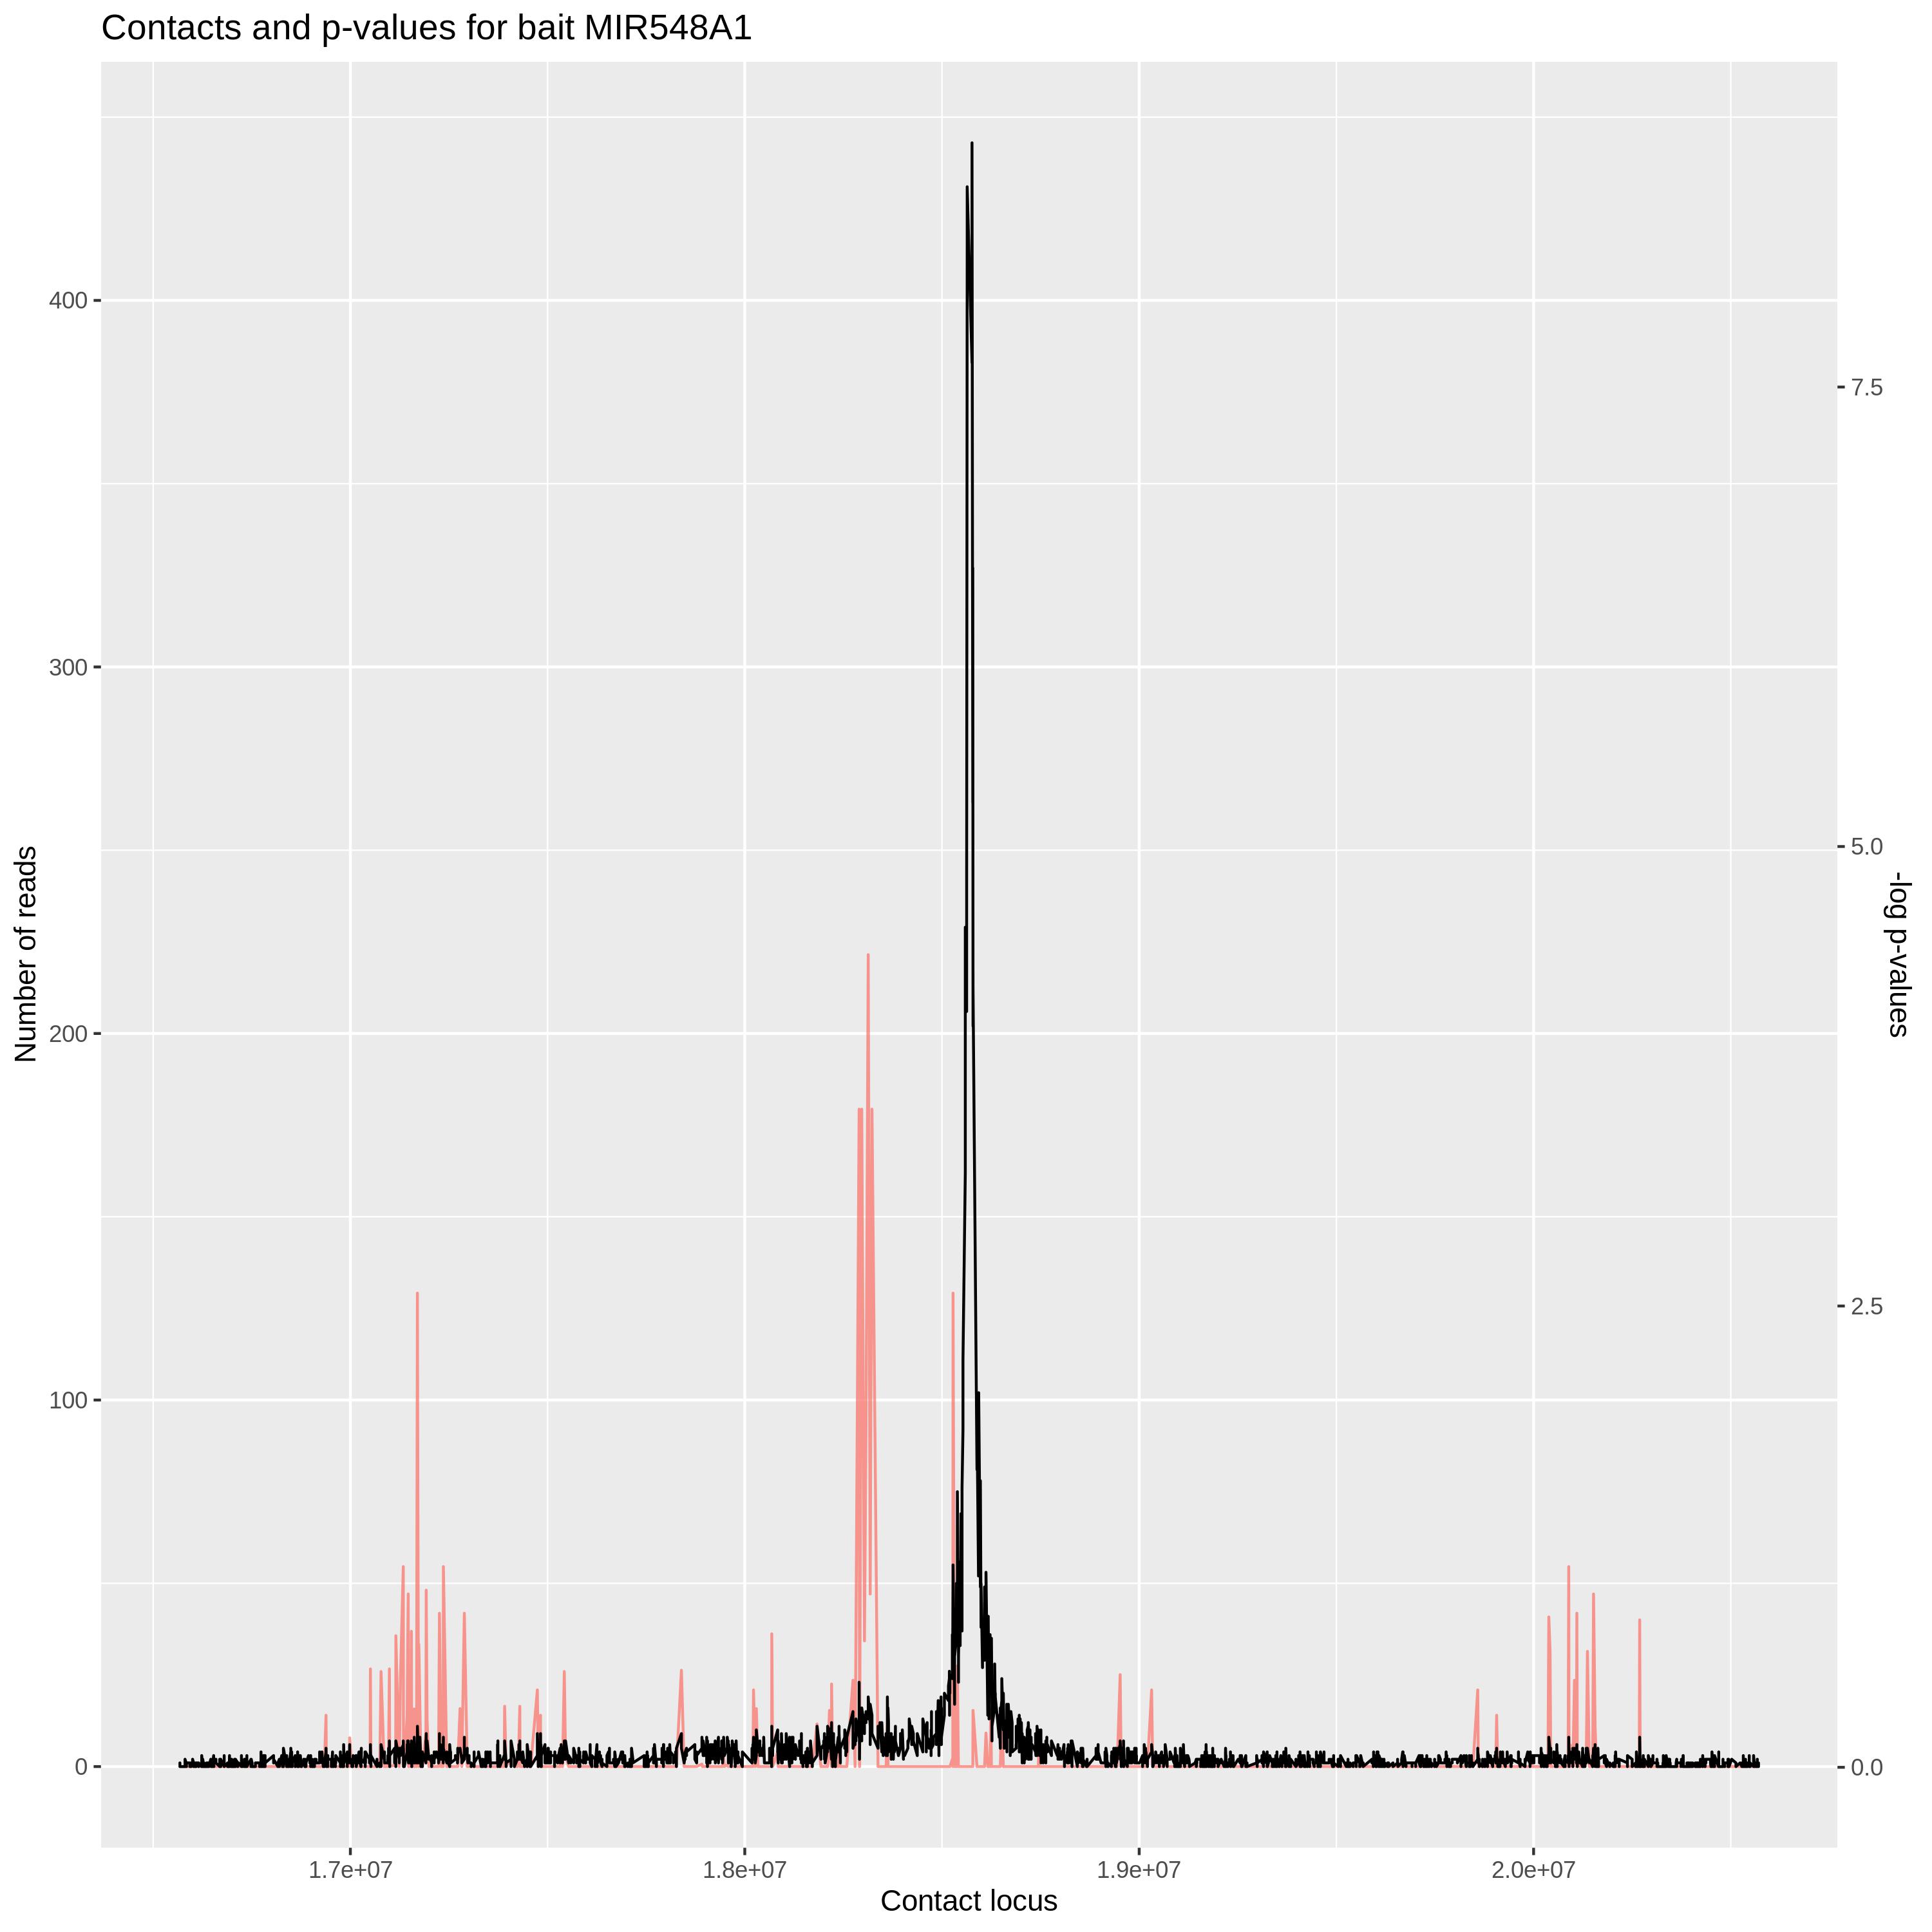 Contacts and p-values for bait MIR548A1
400
300
200
100
0
7.5
5.0
2.5
0.0
Number of reads
-log p-values
1.7e+07
1.8e+07
1.9e+07
2.0e+07
Contact locus